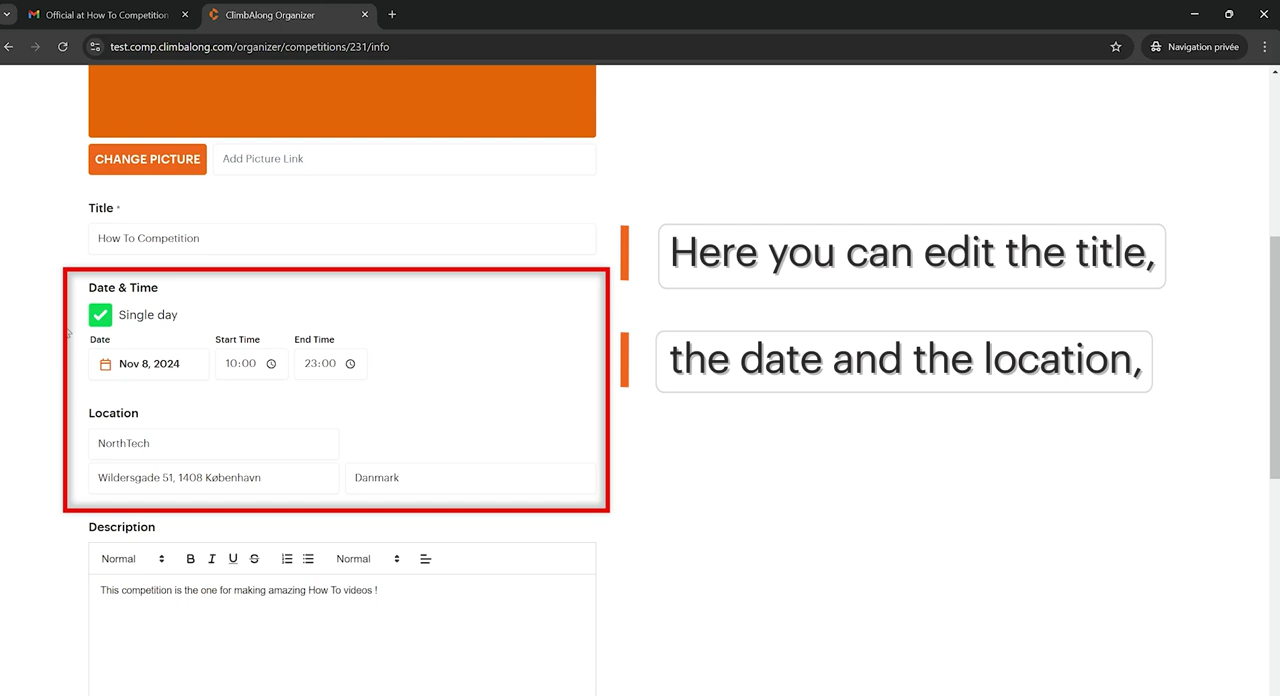 Official at How To Competition
ClimbAlong Organizer
test.comp.climbalong.com/organizer/competitions/231/info
Navigation privée
CHANGE PICTURE
Add Picture Link
Title *
How To Competition
Here you can edit the title,
Date & Time
Single day
Date
Start Time
End Time
Nov 8, 2024
10:00
23:00
the date and the location,
Location
NorthTech
Wildersgade 51, 1408 København
Danmark
Description
Normal
B I U S
Normal
This competition is the one for making amazing How To videos !